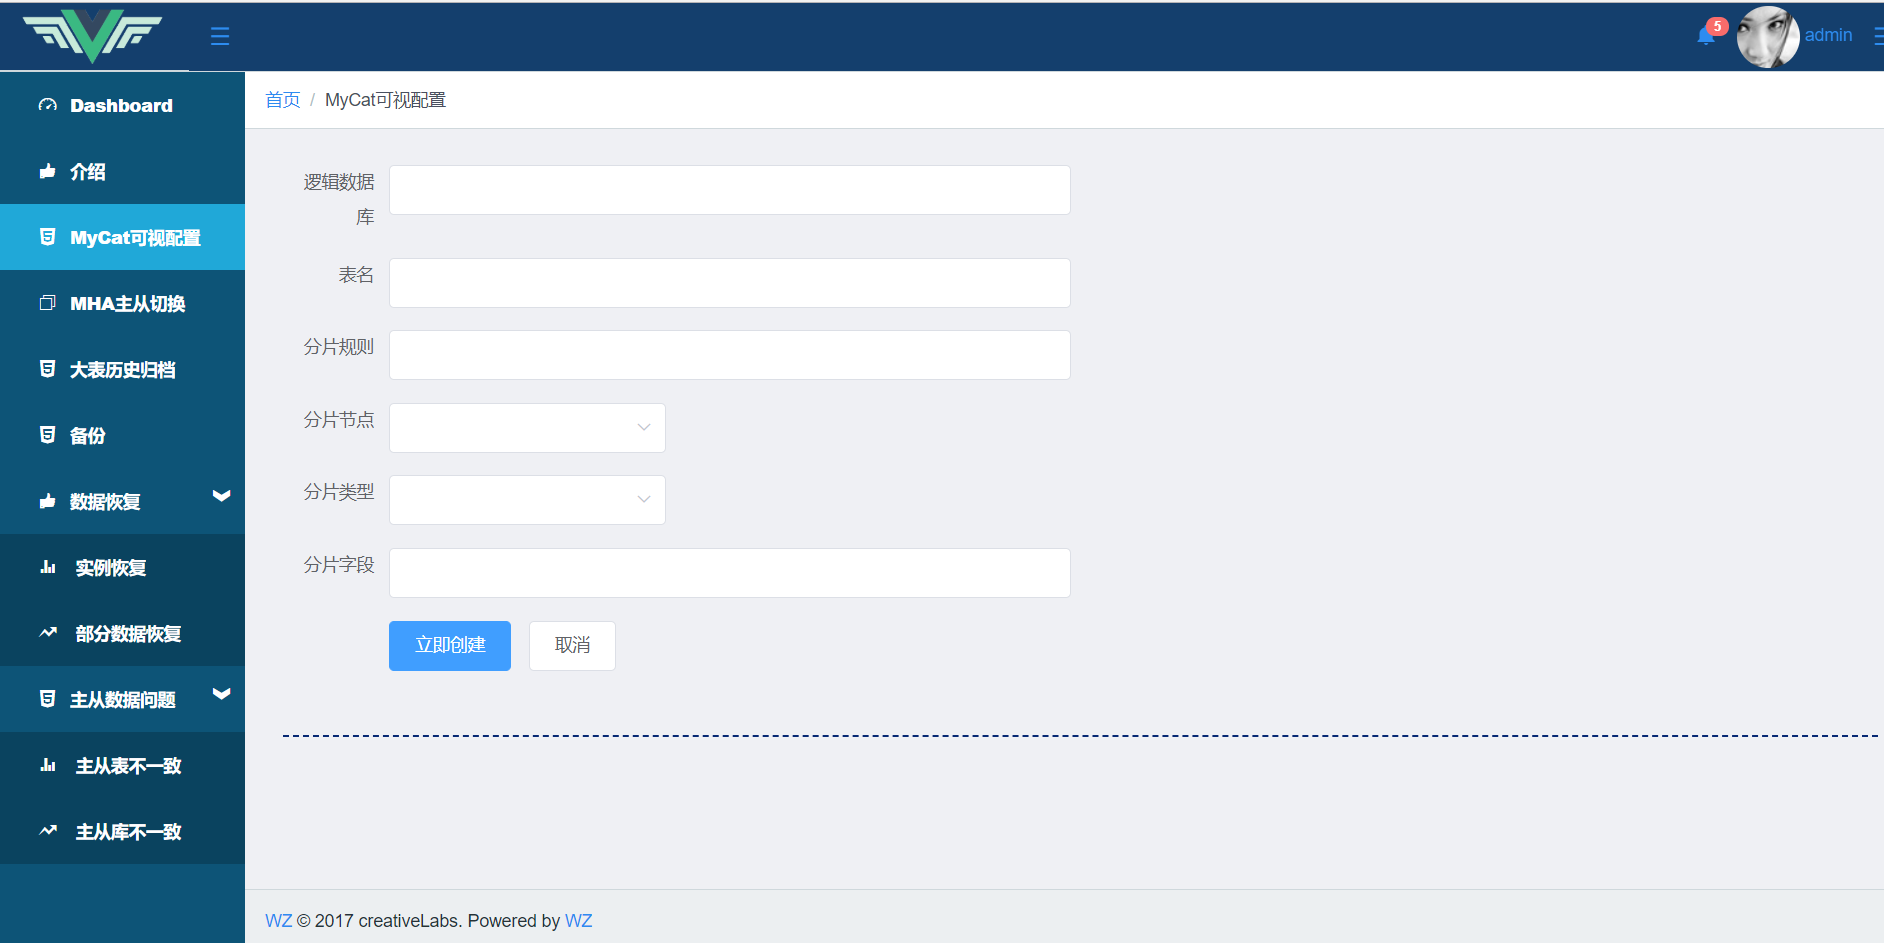 5
admin
Dashboard
介绍
MyCat可视配置
MHA主从切换
大表历史归档
备份
数据恢复
实例恢复
部分数据恢复
主从数据问题
主从表不一致
主从库不一致
首页 / MyCat可视配置
逻辑数据
库
表名
分片规则
分片节点
分片类型
分片字段
立即创建 取消
WZ © 2017 creativeLabs. Powered by WZ